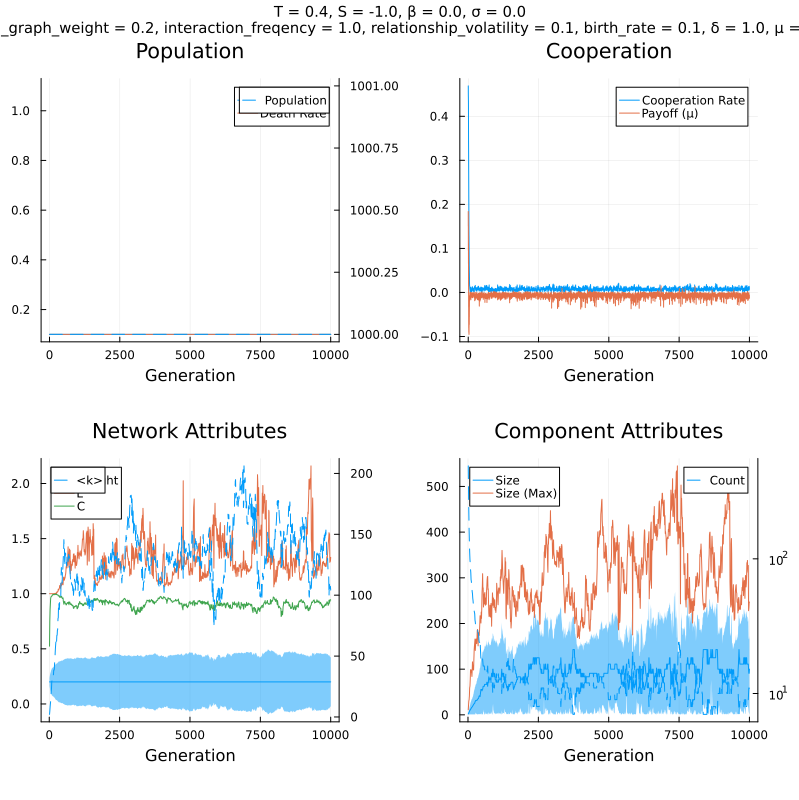 T = 0.4, S = -1.0, β = 0.0, σ = 0.0
_graph_weight = 0.2, interaction_freqency = 1.0, relationship_volatility = 0.1, birth_rate = 0.1, δ = 1.0, μ =
Population
Cooperation
1.0
0.8
0.6
0.4
0.2
1001.00
1000.75
1000.50
1000.25
1000.00
Population
Death Rate
0 2500 5000 7500 10000
Generation
0.4
0.3
0.2
0.1
0.0
−0.1
Cooperation Rate
Payoff (μ)
0 2500 5000 7500 10000
Generation
Network Attributes
Component Attributes
2.0
1.5
1.0
0.5
0.0
200
150
100
50
0
<k> ht
L
C
0 2500 5000 7500 10000
Generation
500
400
300
200
100
0
Size
Size (Max)
Count
10²
10¹
0 2500 5000 7500 10000
Generation